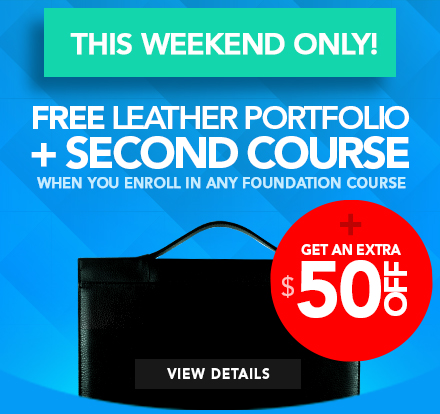 THIS WEEKEND ONLY!
FREE LEATHER PORTFOLIO
+ SECOND COURSE
WHEN YOU ENROLL IN ANY FOUNDATION COURSE
+
GET AN EXTRA
$50 OFF
VIEW DETAILS